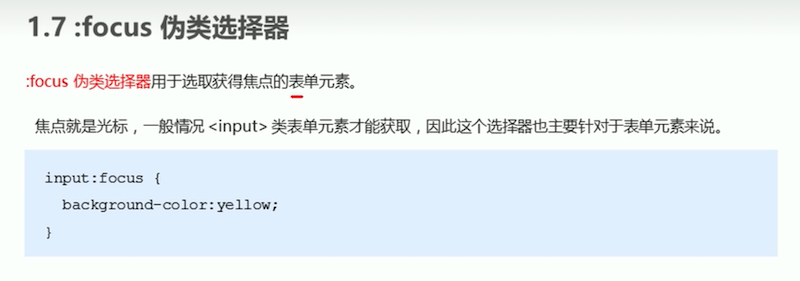 1.7 :focus 伪类选择器
:focus 伪类选择器用于选取获得焦点的表单元素。
焦点就是光标，一般情况 <input> 类表单元素才能获取，因此这个选择器也主要针对于表单元素来说。
input:focus {
background-color:yellow;
}